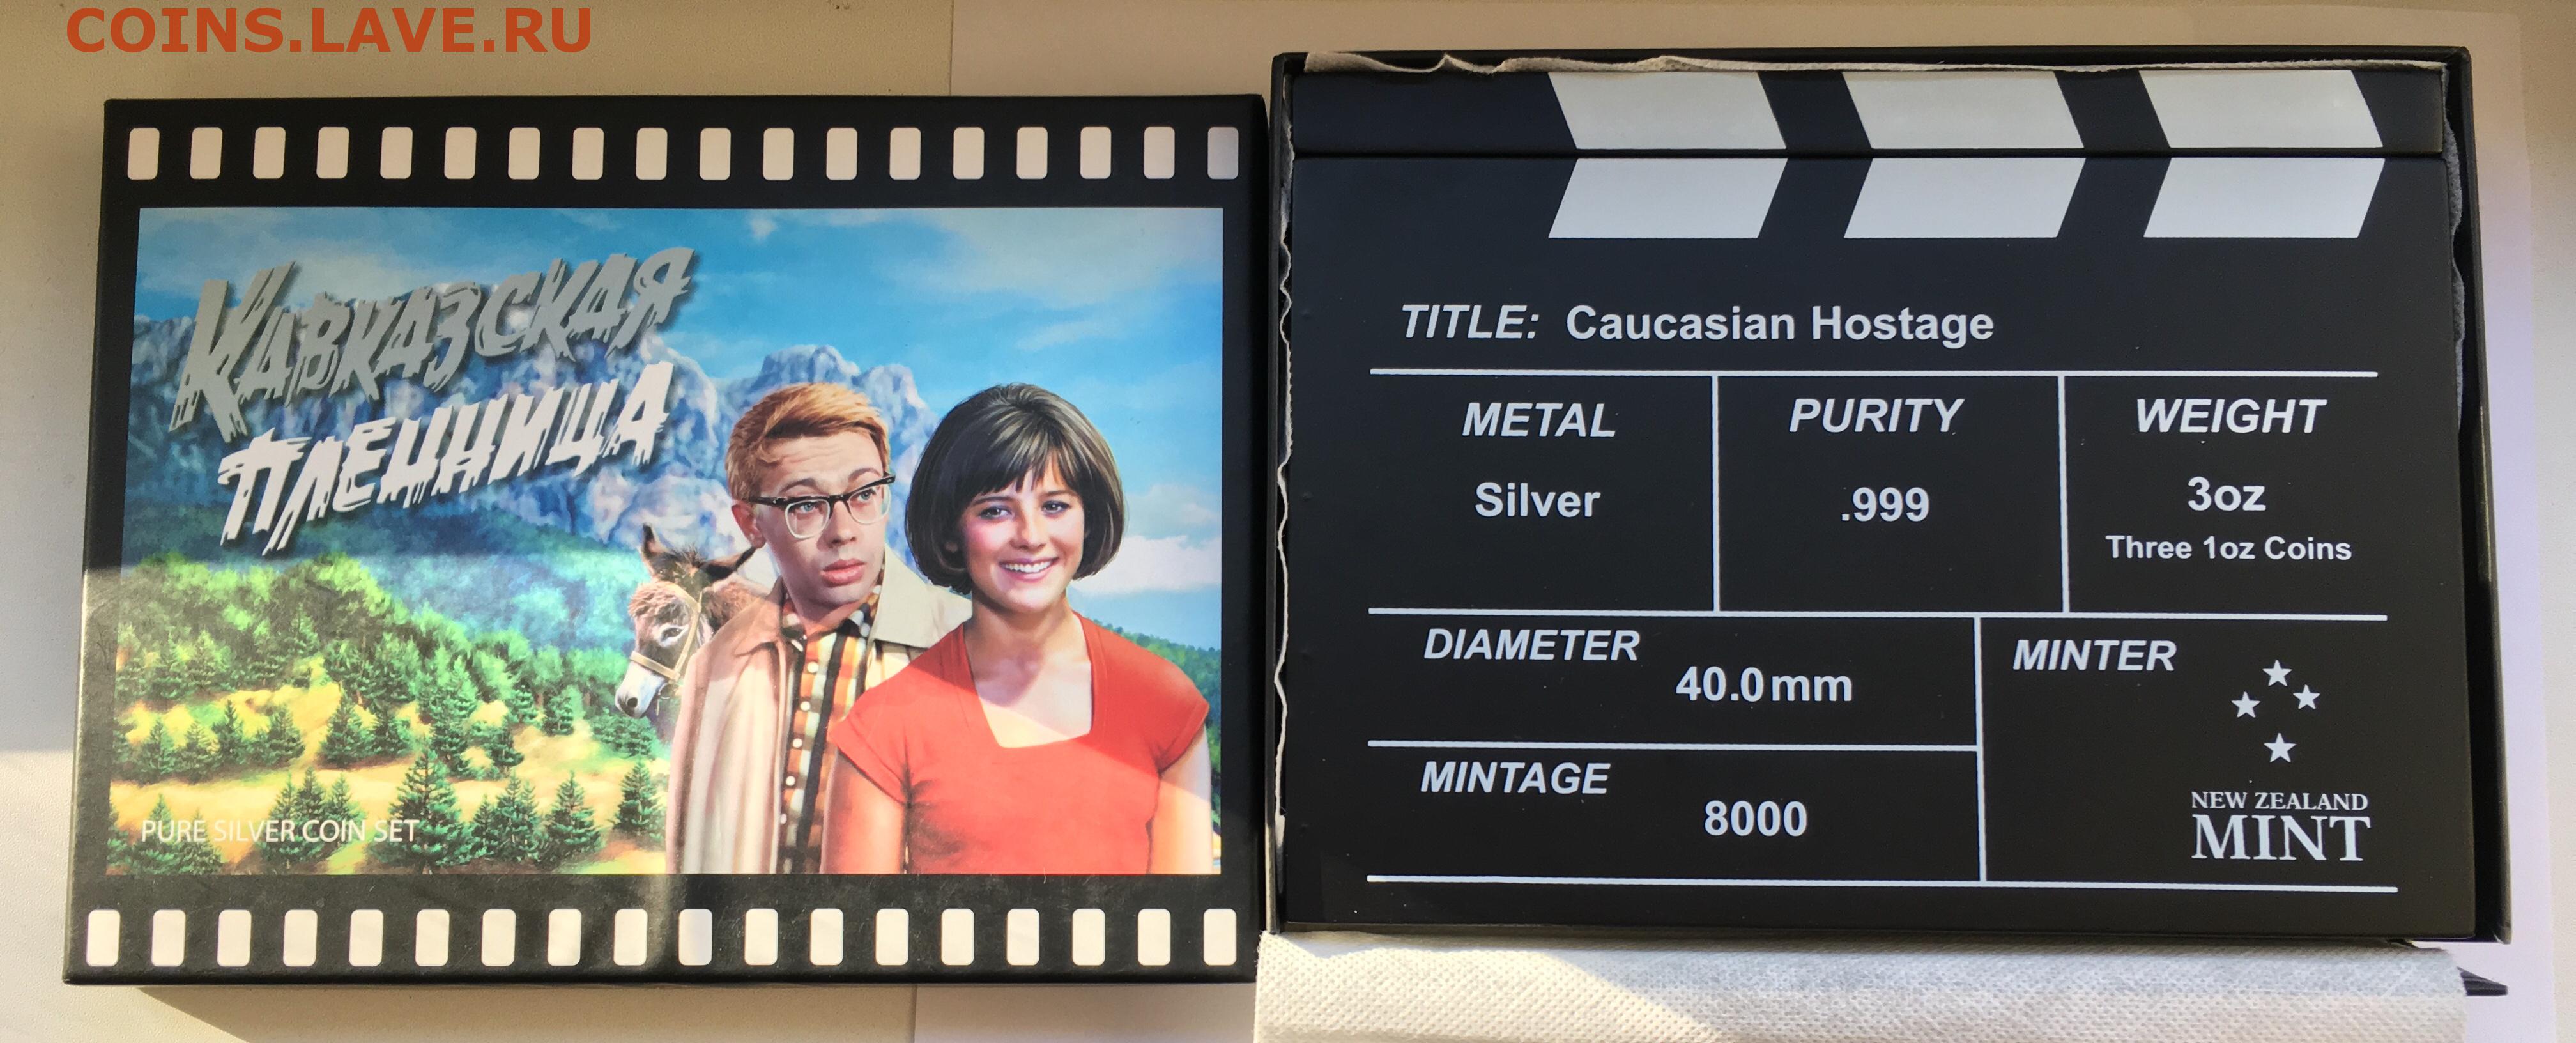 COINS.LAVE.RU
КАВКАЗСКАЯ
ПЛЕННИЦА
PURE SILVER COIN SET
TITLE: Caucasian Hostage
METAL
Silver
PURITY
.999
WEIGHT
3oz
Three 1oz Coins
DIAMETER
40.0mm
MINTAGE
8000
MINTER
NEW ZEALAND
MINT